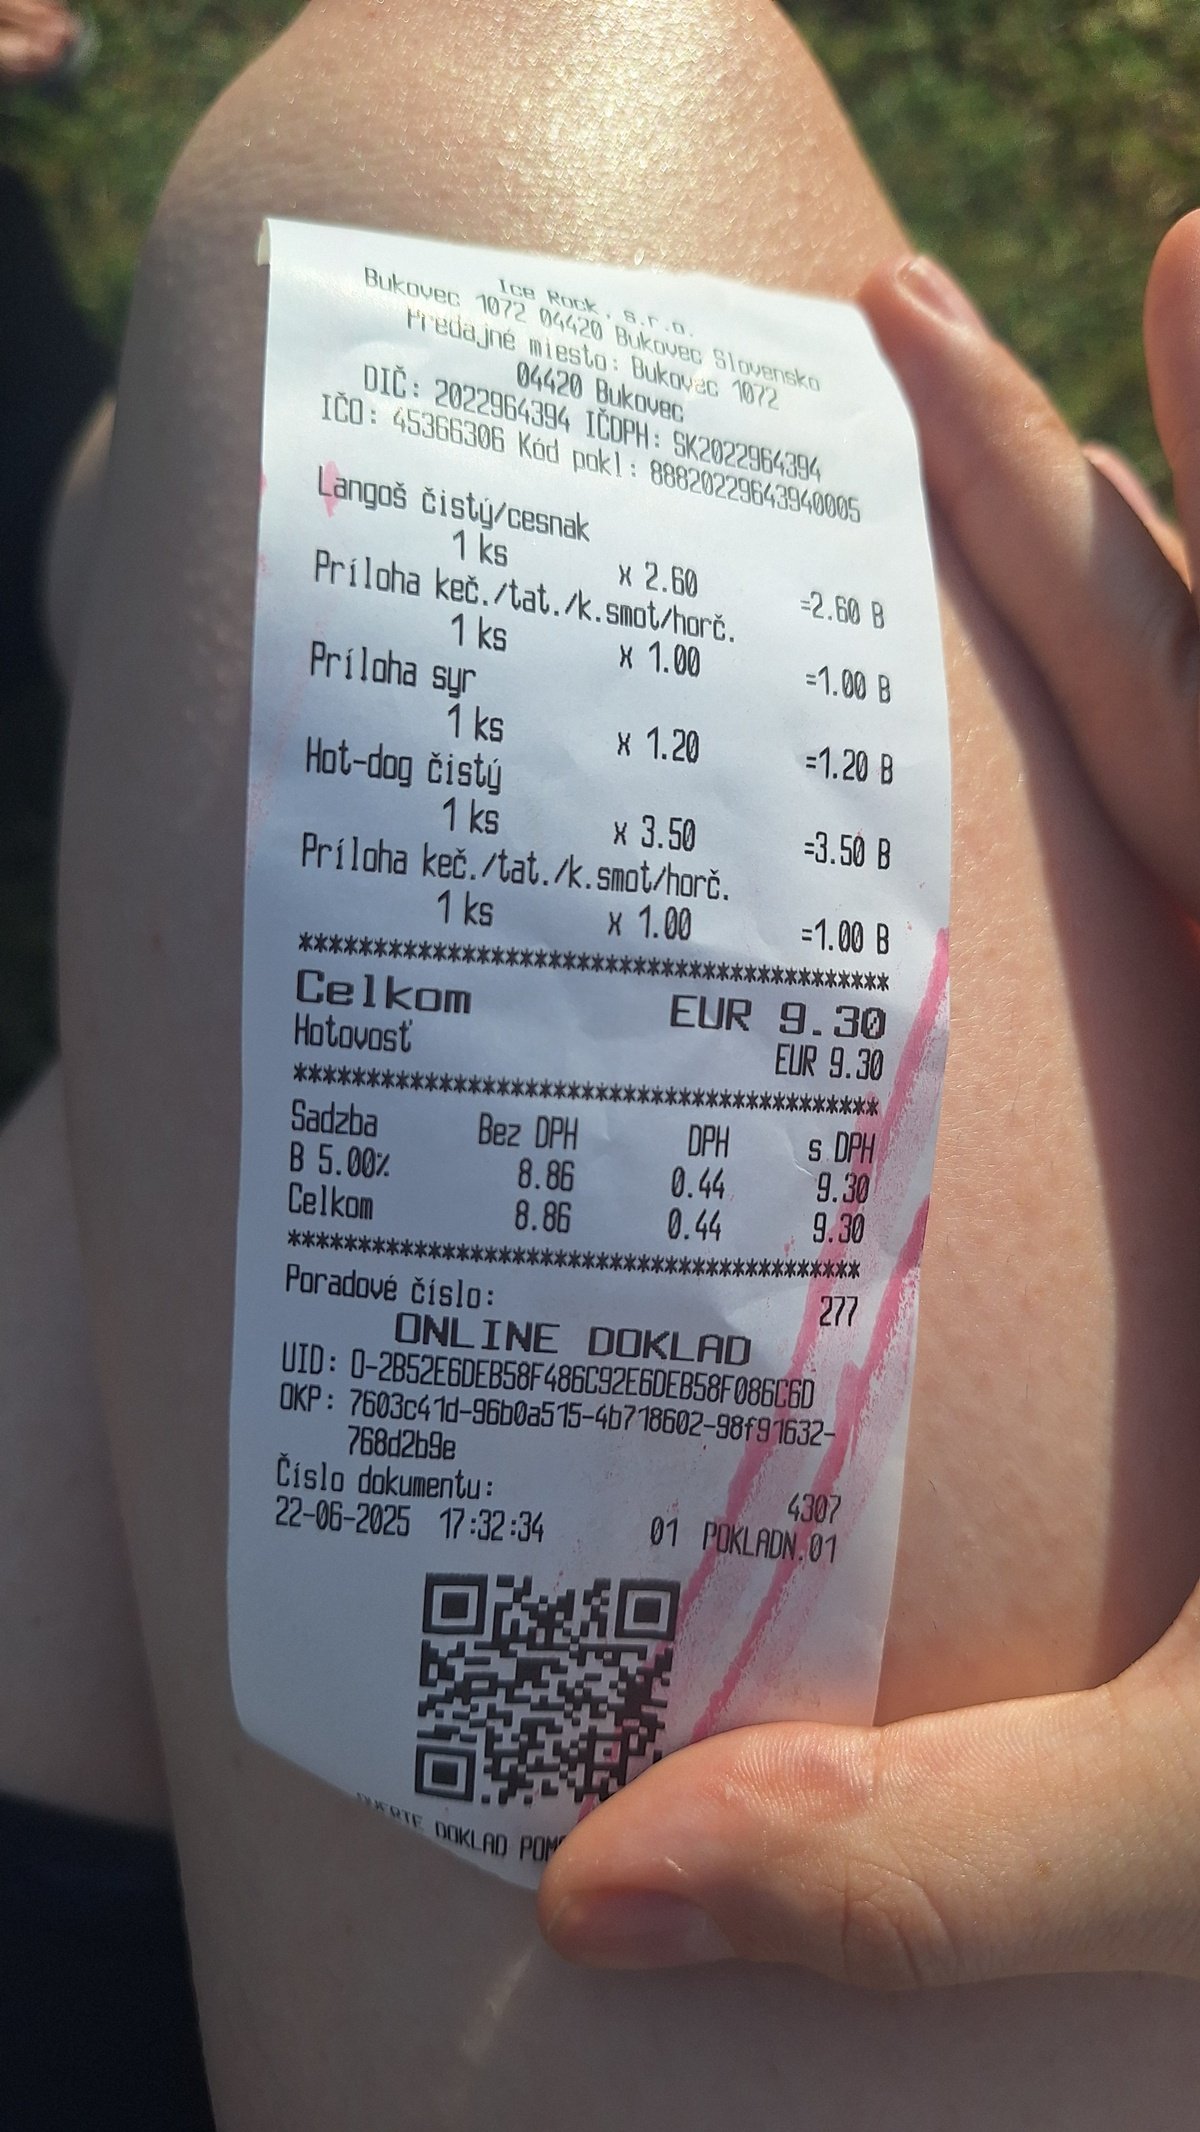 Ice Rock, s.r.o.
Bukovec 1072 04420 Bukovec Slovensko
Predajné miesto: Bukovec 1072
04420 Bukovec
DIČ: 2022964394 IČDPH: SK2022964394
IČO: 45366306 Kód pokl: 88820229643940005
Langoš čistý/cesnak
1 ks x 2.60 =2.60 B
Príloha keč./tat./k.smot/horč.
1 ks x 1.00 =1.00 B
Príloha syr
1 ks x 1.20 =1.20 B
Hot-dog čistý
1 ks x 3.50 =3.50 B
Príloha keč./tat./k.smot/horč.
1 ks x 1.00 =1.00 B
******************************************
Celkom EUR 9.30
Hotovosť EUR 9.30
******************************************
Sadzba Bez DPH DPH s DPH
B 5.00% 8.86 0.44 9.30
Celkom 8.86 0.44 9.30
******************************************
Poradové číslo: 277
ONLINE DOKLAD
UID: O-2B52E6DEB58F486C92E6DEB58F086C6D
OKP: 7603c41d-96b0a515-4b718602-98f91632-
768d2b9e
Číslo dokumentu: 4307
22-06-2025 17:32:34 01 POKLADN.01
DOKLAD